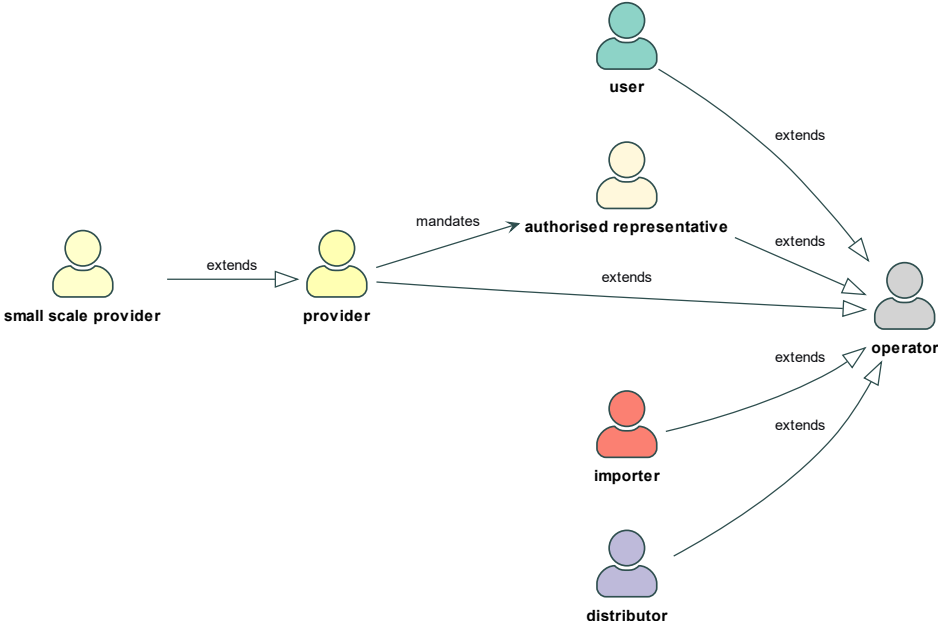 user
extends
authorised representative
mandates
extends
extends
extends
small scale provider
provider
operator
extends
importer
extends
distributor